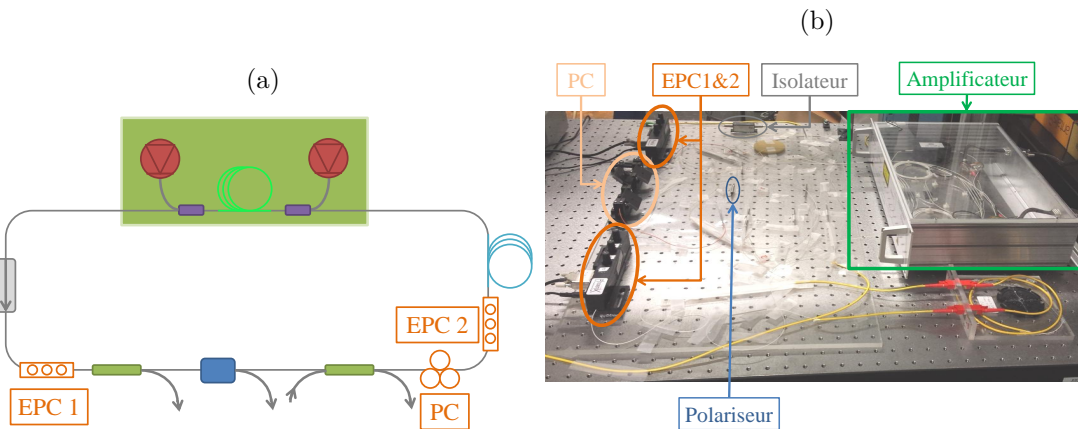 (a)
EPC 2
EPC 1
PC
(b)
PC
EPC1&2
Isolateur
Amplificateur
Polariseur